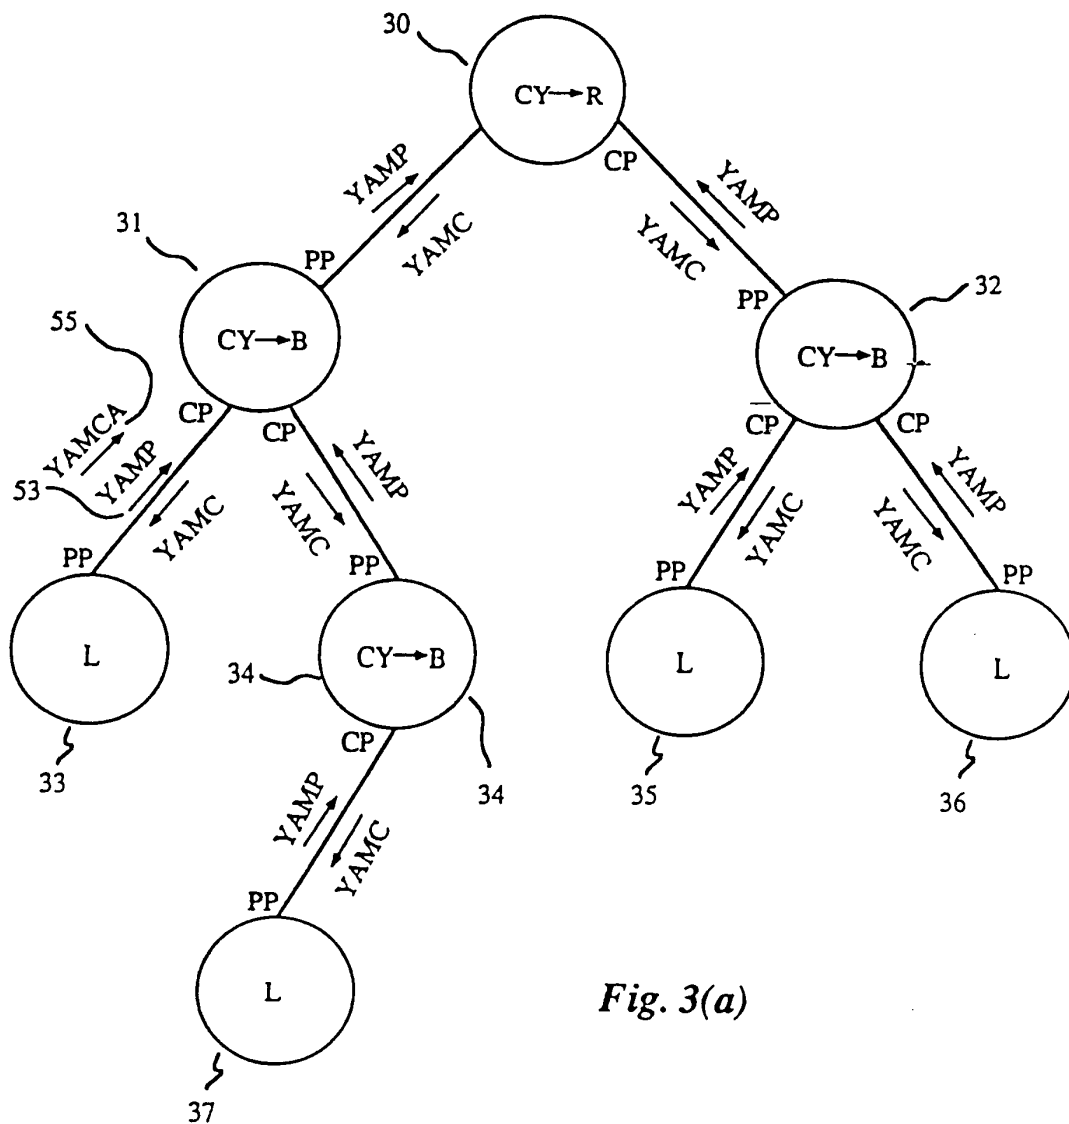 30
CY→R
CP
YAMP
YAMC
YAMP
YAMC
31
PP
PP
32
55
CY→B
CY→B
CP
CP
CP
CP
YAMCA
YAMP
53
YAMC
YAMP
YAMC
YAMP
YAMC
YAMP
YAMC
PP
PP
PP
PP
L
34
CY→B
L
L
33
CP
34
35
36
YAMP
YAMC
PP
L
Fig. 3(a)
37